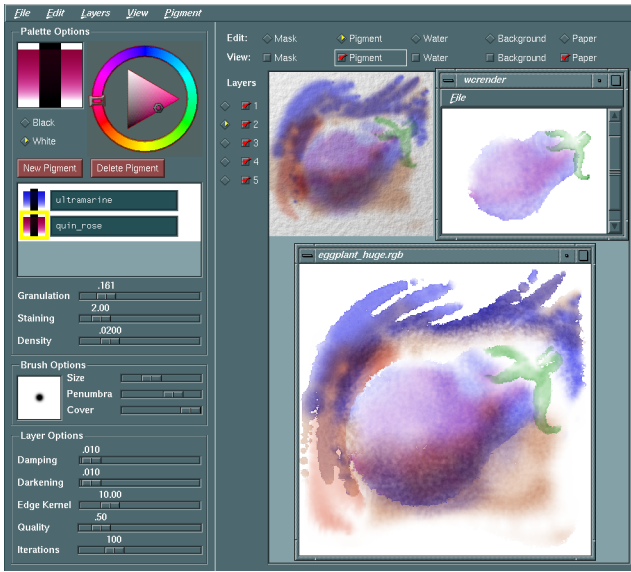 File Edit Layers View Pigment
Palette Options
Edit: Mask Pigment Water Background Paper
View: Mask Pigment Water Background Paper
Layers
1
2
3
4
5
Black
White
New Pigment Delete Pigment
ultramarine
quin_rose
.161
Granulation
2.00
Staining
.0200
Density
Brush Options
Size
Penumbra
Cover
Layer Options
.010
Damping
.010
Darkening
10.00
Edge Kernel
.50
Quality
100
Iterations
wcrender
File
eggplant_huge.rgb